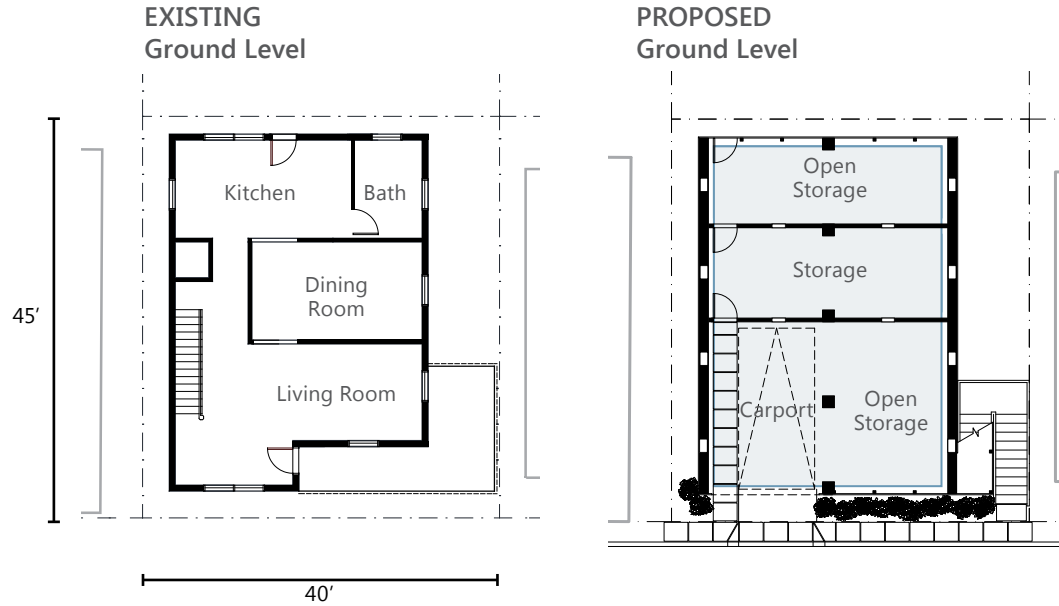 EXISTING
Ground Level
PROPOSED
Ground Level
Kitchen
Bath
Dining
Room
Living Room
45'
40'
Open
Storage
Storage
Carport
Open
Storage
N